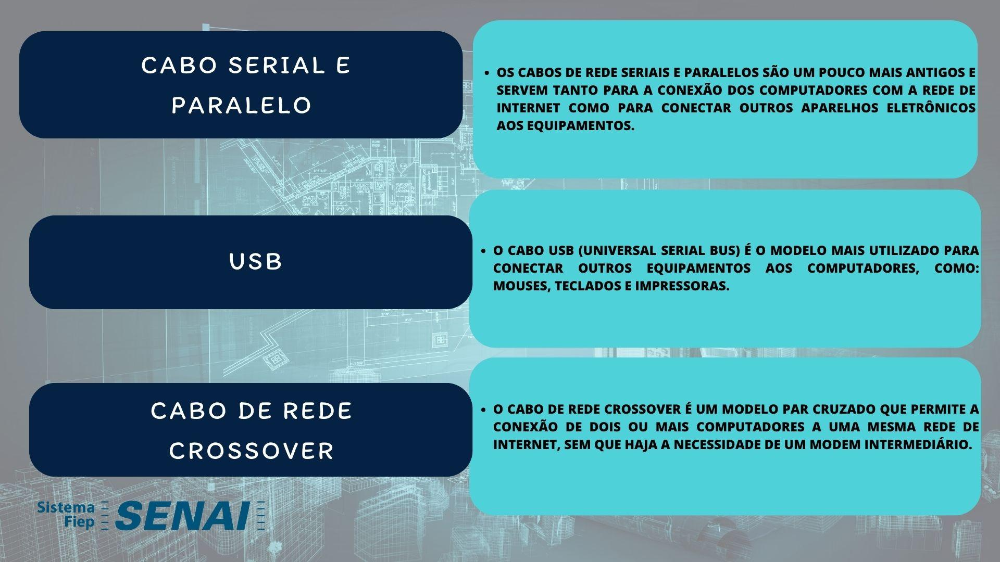 CABO SERIAL E
PARALELO
• OS CABOS DE REDE SERIAIS E PARALELOS SÃO UM POUCO MAIS ANTIGOS E
SERVEM TANTO PARA A CONEXÃO DOS COMPUTADORES COM A REDE DE
INTERNET COMO PARA CONECTAR OUTROS APARELHOS ELETRÔNICOS
AOS EQUIPAMENTOS.
USB
• O CABO USB (UNIVERSAL SERIAL BUS) É O MODELO MAIS UTILIZADO PARA
CONECTAR OUTROS EQUIPAMENTOS AOS COMPUTADORES, COMO:
MOUSES, TECLADOS E IMPRESSORAS.
CABO DE REDE
CROSSOVER
• O CABO DE REDE CROSSOVER É UM MODELO PAR CRUZADO QUE PERMITE A
CONEXÃO DE DOIS OU MAIS COMPUTADORES A UMA MESMA REDE DE
INTERNET, SEM QUE HAJA A NECESSIDADE DE UM MODEM INTERMEDIÁRIO.
Sistema
Fiep
SENAI